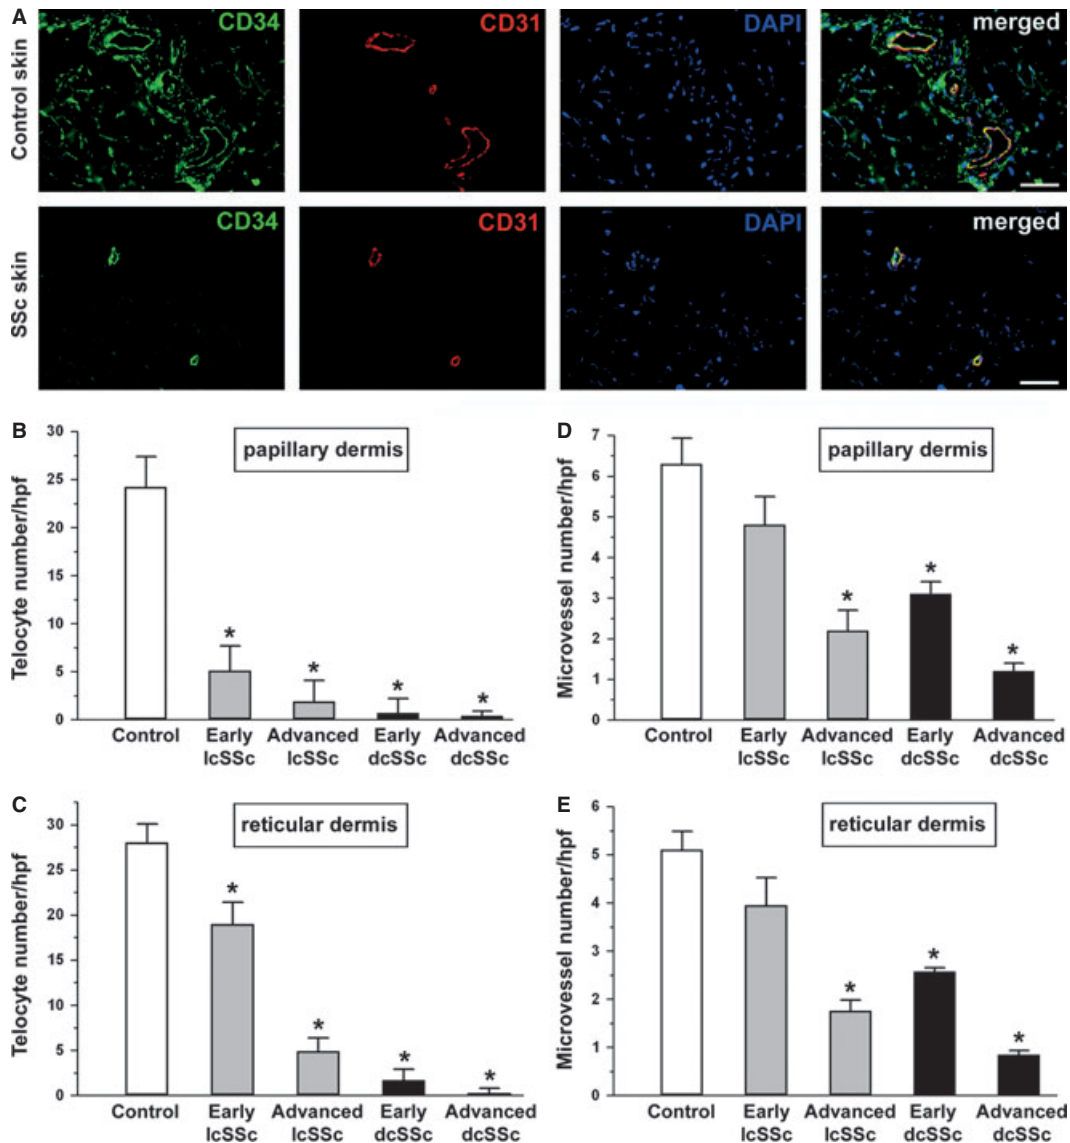 A
Control skin
CD34
CD31
DAPI
merged
SSc skin
CD34
CD31
DAPI
merged
B
papillary dermis
Telocyte number/hpf
30
25
20
15
10
5
0
*
*
*
*
Control
Early lcSSc
Advanced lcSSc
Early dcSSc
Advanced dcSSc
D
papillary dermis
Microvessel number/hpf
7
6
5
4
3
2
1
0
*
*
*
Control
Early lcSSc
Advanced lcSSc
Early dcSSc
Advanced dcSSc
C
reticular dermis
Telocyte number/hpf
30
25
20
15
10
5
0
*
*
*
*
Control
Early lcSSc
Advanced lcSSc
Early dcSSc
Advanced dcSSc
E
reticular dermis
Microvessel number/hpf
6
5
4
3
2
1
0
*
*
*
Control
Early lcSSc
Advanced lcSSc
Early dcSSc
Advanced dcSSc